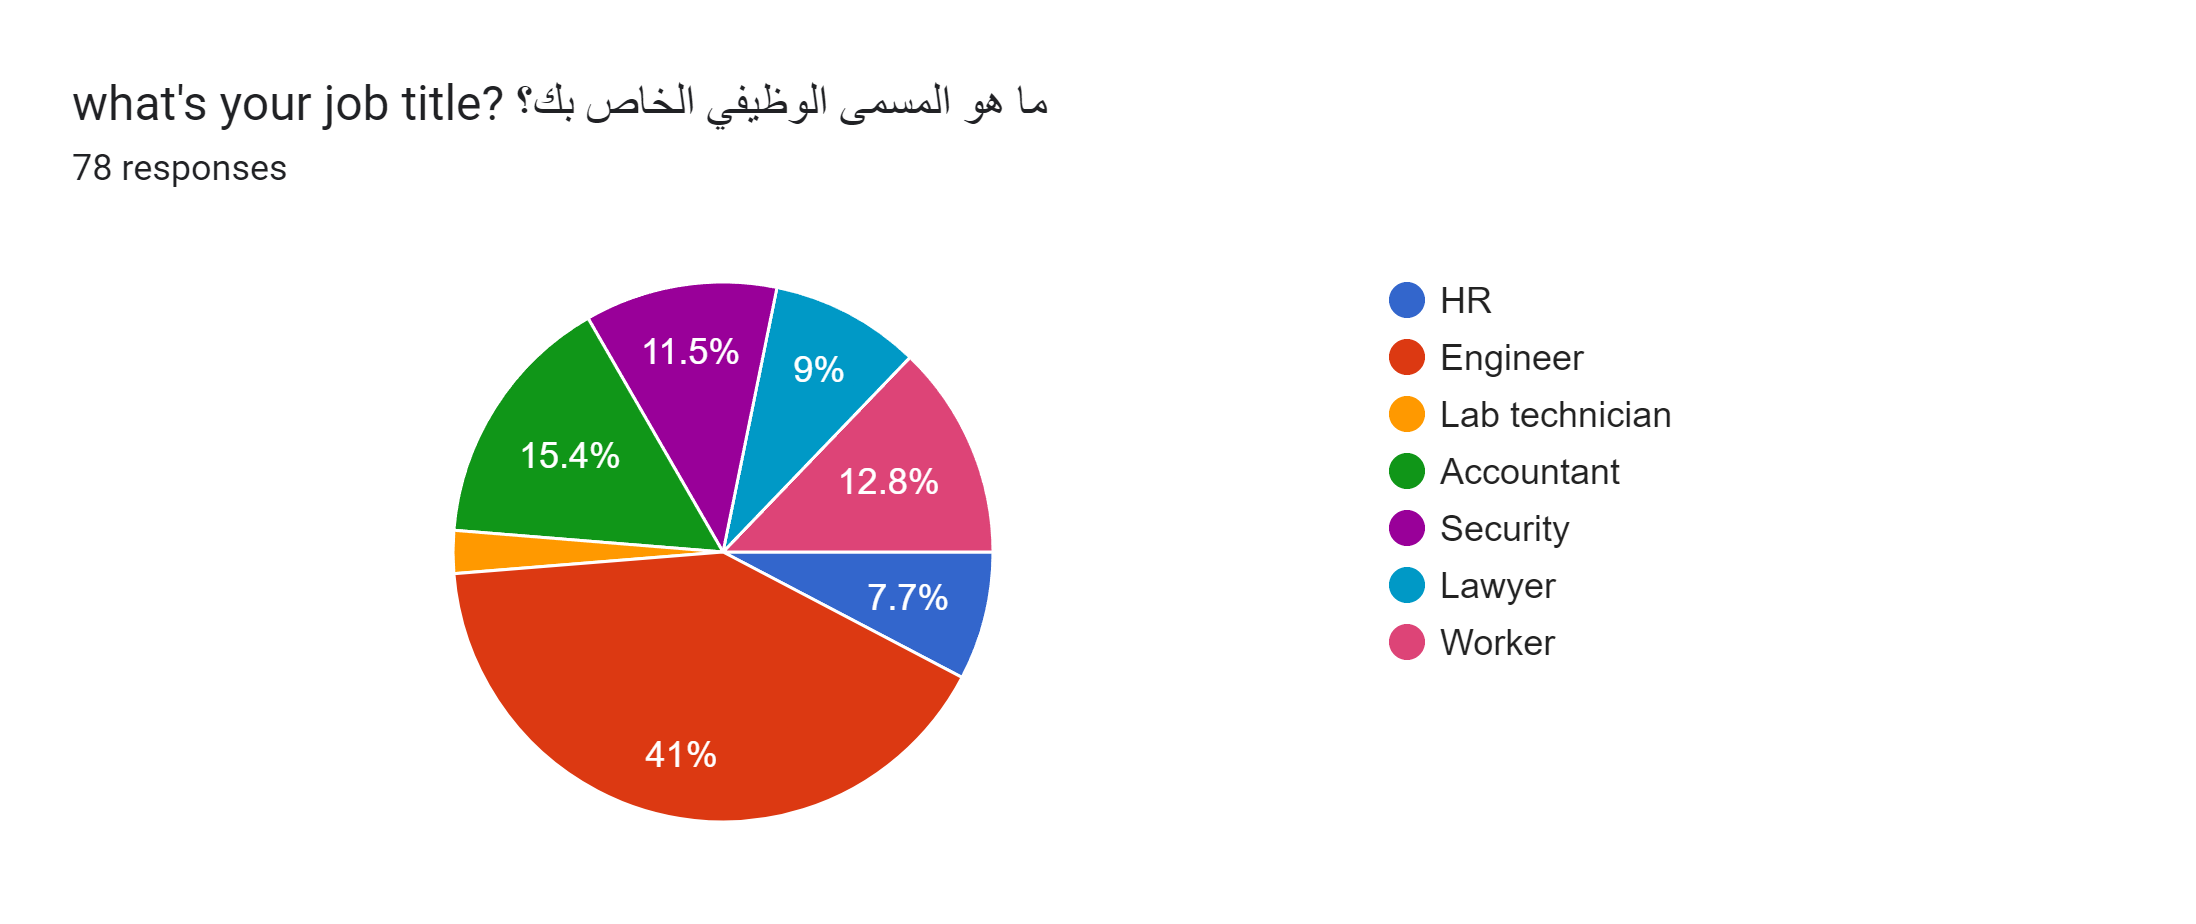 what's your job title? ما هو المسمى الوظيفي الخاص بك؟
78 responses
11.5%
9%
15.4%
12.8%
7.7%
41%
HR
Engineer
Lab technician
Accountant
Security
Lawyer
Worker